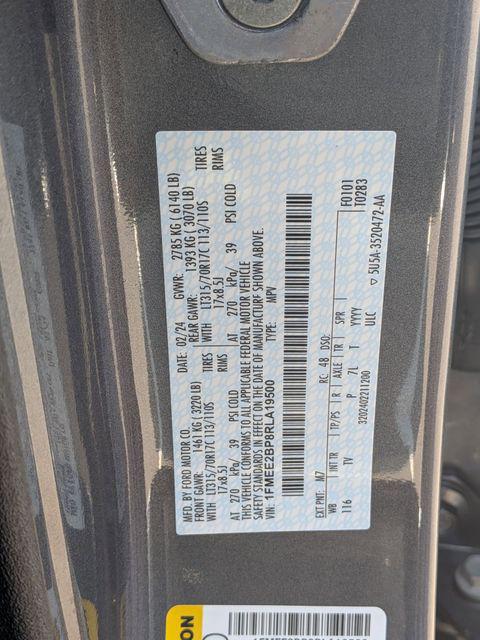 MFD. BY FORD MOTOR CO.
DATE: 02/24 GVWR: 2785 KG ( 6140 LB)
FRONT GAWR: 1461 KG ( 3220 LB) REAR GAWR: 1393 KG ( 3070 LB)
WITH LT315/70R17C 113/110S TIRES WITH LT315/70R17C 113/110S TIRES
17x8.5J RIMS 17x8.5J RIMS
AT 270 kPa/ 39 PSI COLD AT 270 kPa/ 39 PSI COLD
THIS VEHICLE CONFORMS TO ALL APPLICABLE FEDERAL MOTOR VEHICLE
SAFETY STANDARDS IN EFFECT ON THE DATE OF MANUFACTURE SHOWN ABOVE.
VIN: 1FMEE2BP8RLA19500 TYPE: MPV
F0101
T0283
EXT PNT: M7 RC: 48 DSO:
WB INT TR TP/PS R AXLE TR SPR
116 TV P 7L T YYYY
ULC
3202402211200 ▽ 5U5A-3520472-AA